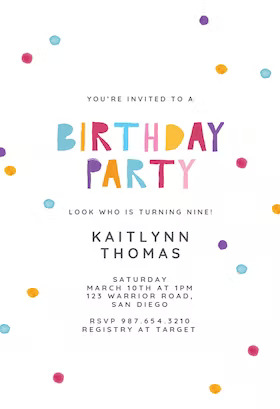 YOU'RE INVITED TO A
BIRTHDAY
PARTY
LOOK WHO IS TURNING NINE!
KAITLYNN
THOMAS
SATURDAY
MARCH 10TH AT 1PM
123 WARRIOR ROAD,
SAN DIEGO
RSVP 987.654.3210
REGISTRY AT TARGET